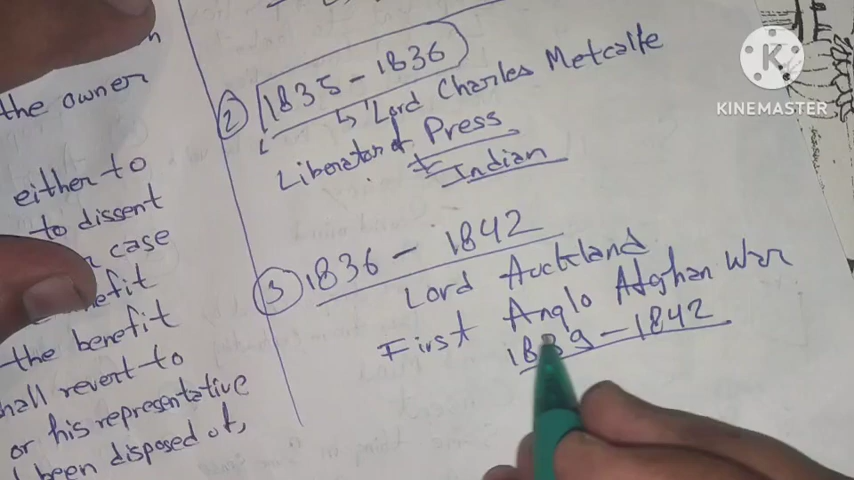 the owner
either to
to dissent
case
the benefit
shall revert to
or his representative
been disposed of,
② 1835 - 1836
↳ Lord Charles Metcalfe
Liberator of Press
Indian
③ 1836 - 1842
Lord Auckland
First Anglo Afghan War
1839 - 1842
KINEMASTER